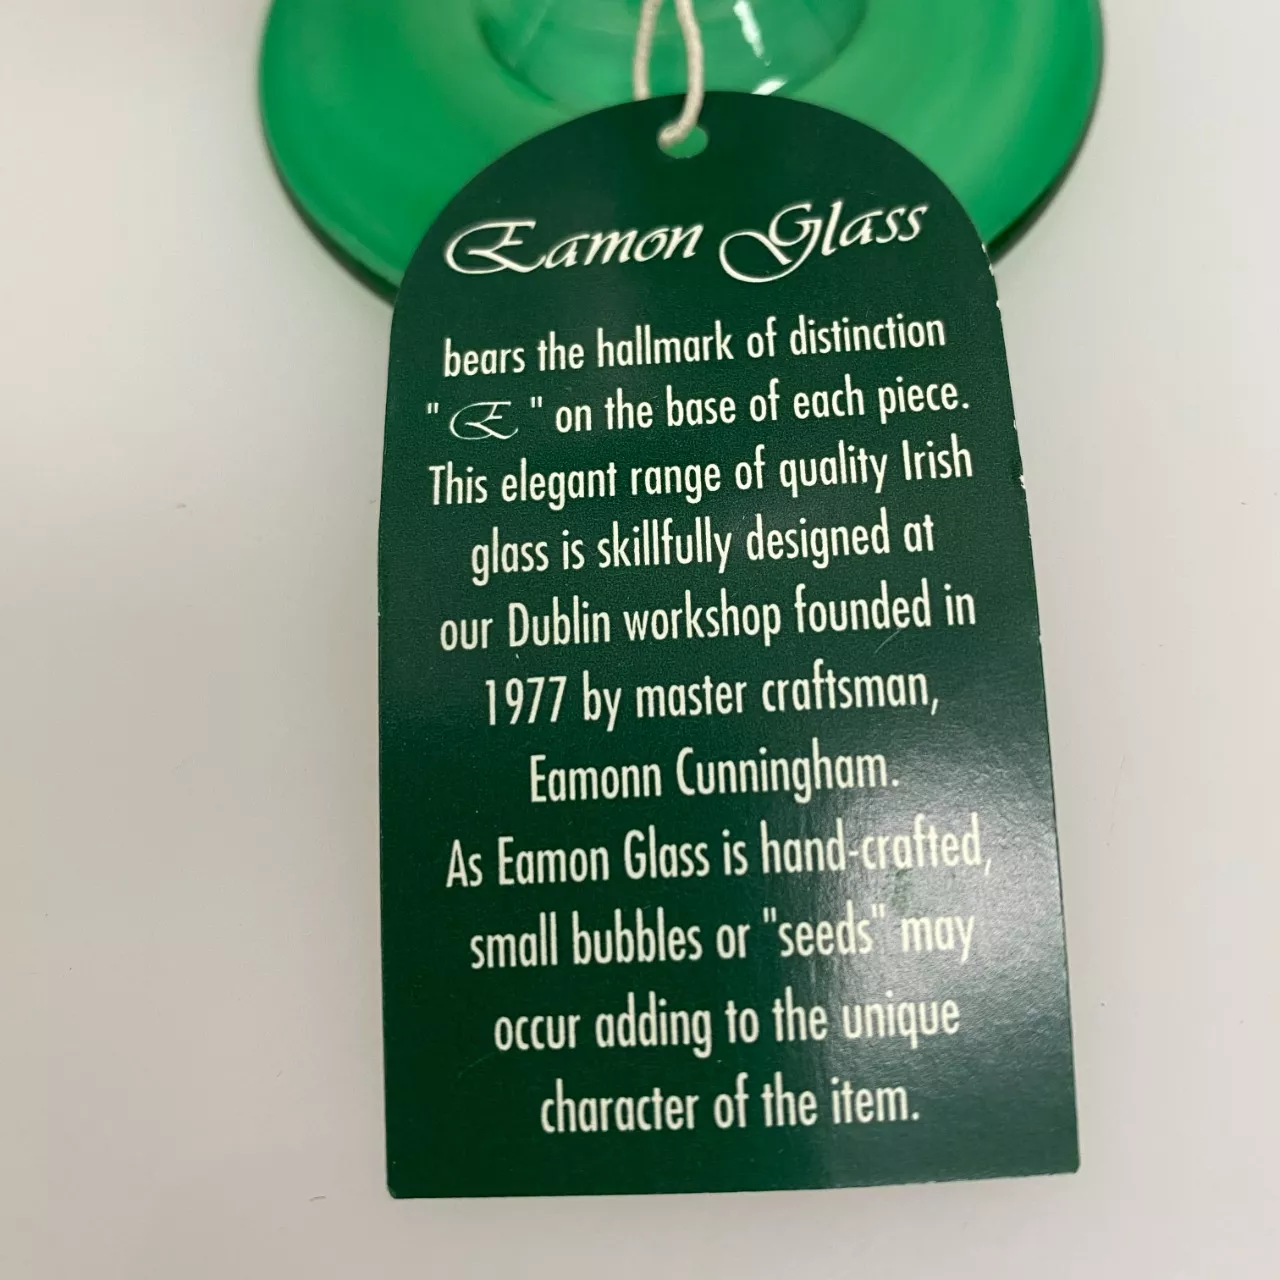 Eamon Glass
bears the hallmark of distinction
" E " on the base of each piece.
This elegant range of quality Irish
glass is skillfully designed at
our Dublin workshop founded in
1977 by master craftsman,
Eamonn Cunningham.
As Eamon Glass is hand-crafted,
small bubbles or "seeds" may
occur adding to the unique
character of the item.